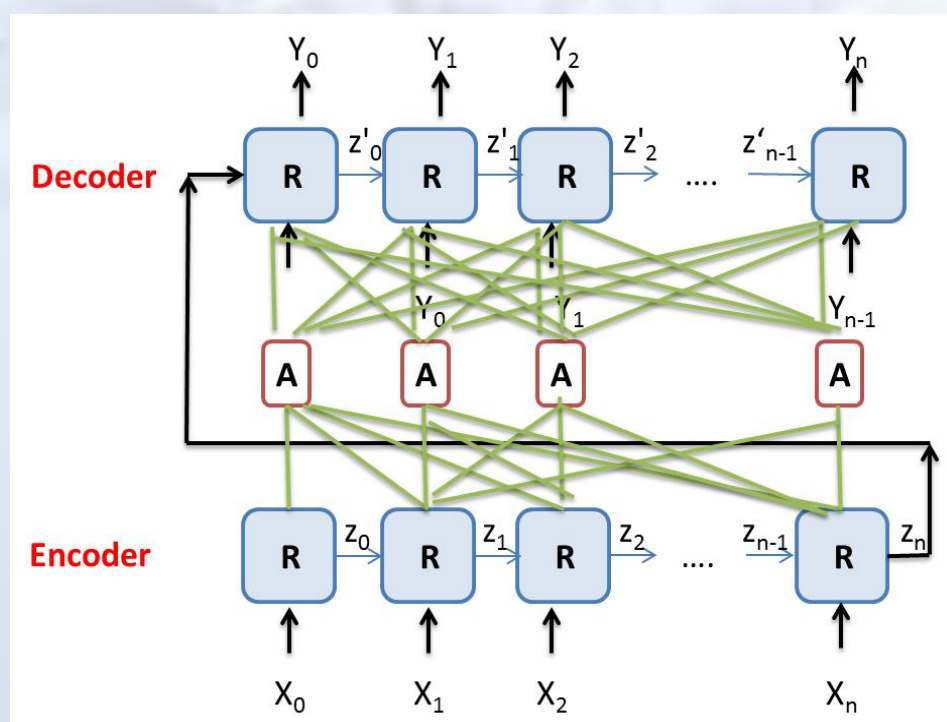 Y0 Y1 Y2 Yn
z'0 z'1 z'2 z‘n-1
Decoder R R R .... R
Y0 Y1 Yn-1
A A A A
z0 z1 z2 zn-1 zn
Encoder R R R .... R
X0 X1 X2 Xn